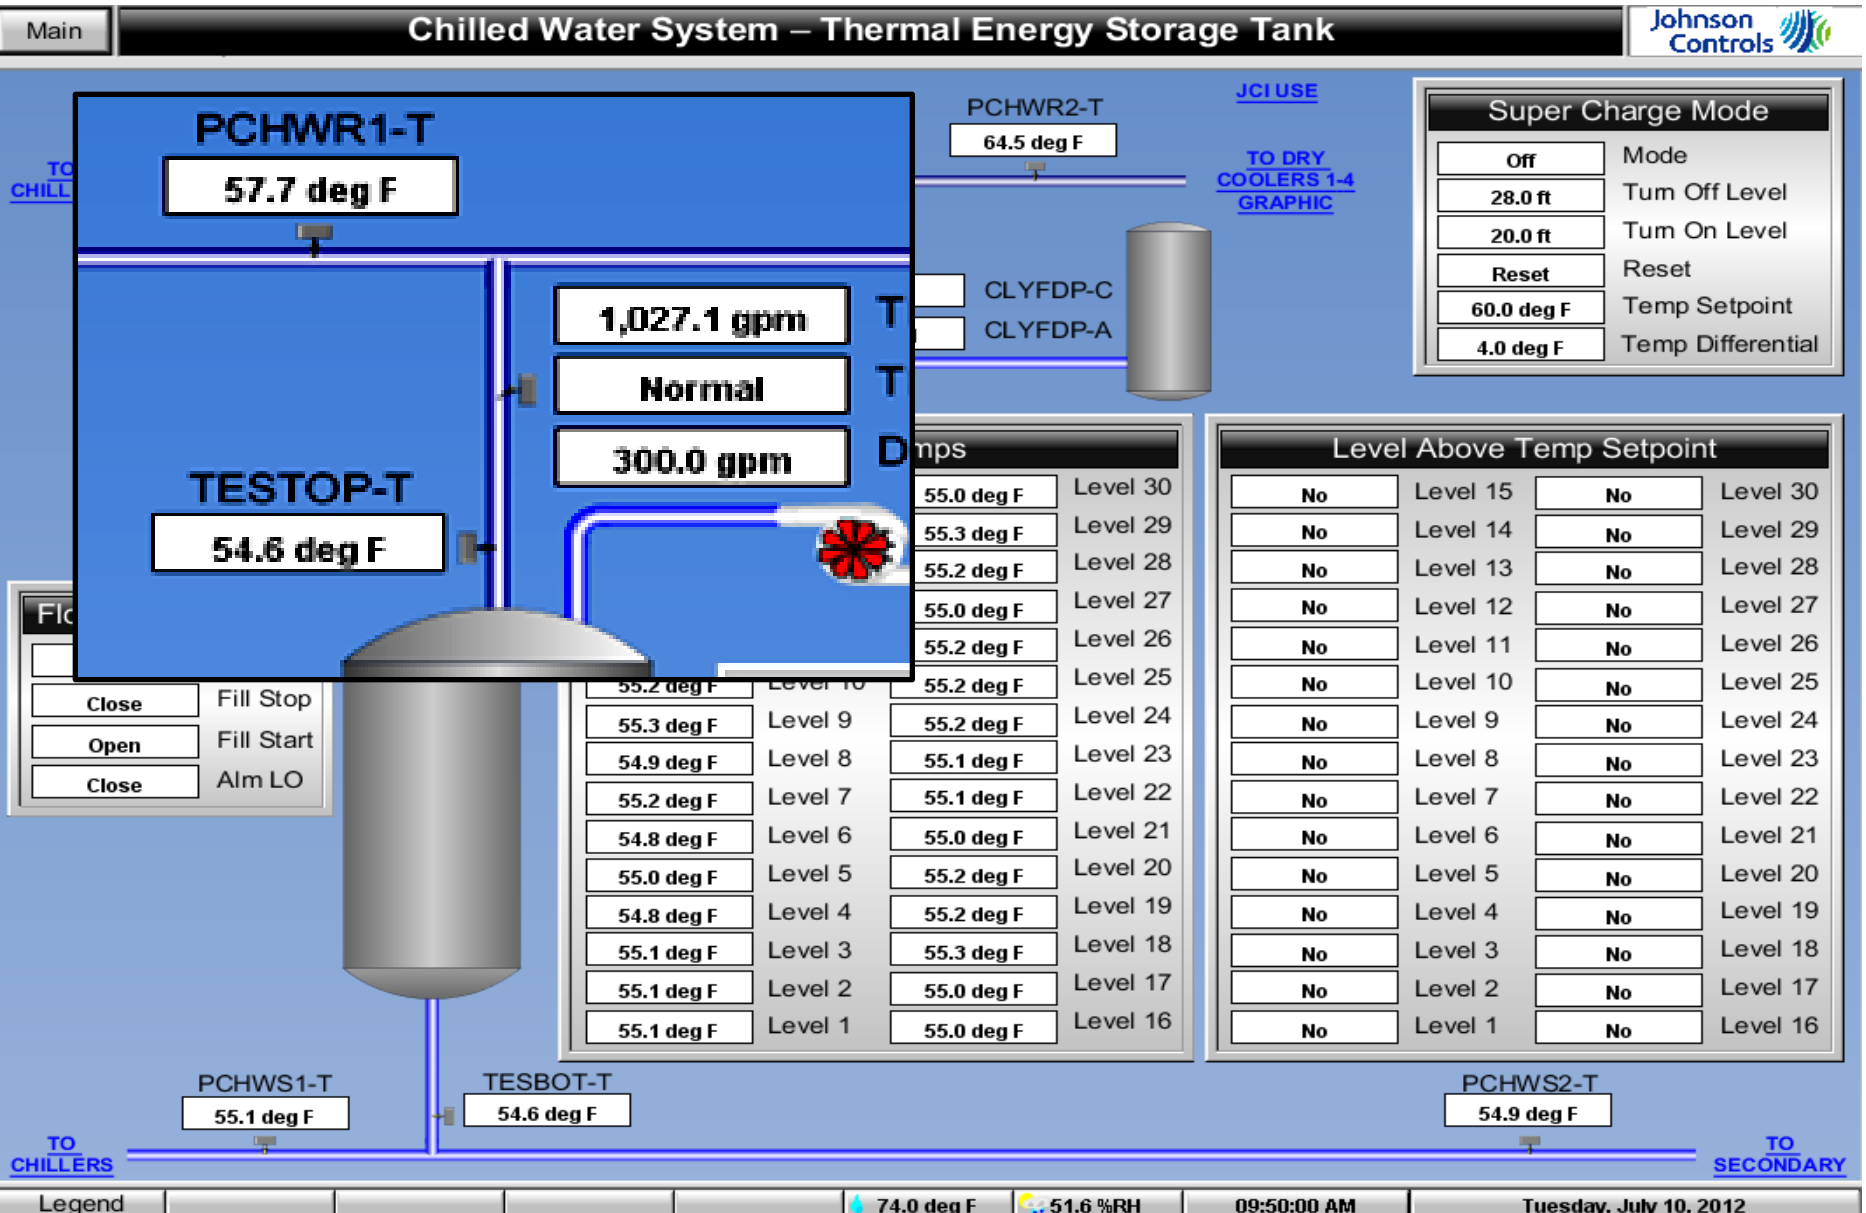 Main
Chilled Water System – Thermal Energy Storage Tank
Johnson
Controls
JCI USE
PCHWR1-T
57.7 deg F
PCHWR2-T
64.5 deg F
TO
CHILL
TO DRY
COOLERS 1-4
GRAPHIC
Super Charge Mode
Off Mode
28.0 ft Turn Off Level
20.0 ft Turn On Level
Reset Reset
60.0 deg F Temp Setpoint
4.0 deg F Temp Differential
1,027.1 gpm T
Normal T
300.0 gpm D
CLYFDP-C
CLYFDP-A
TESTOP-T
54.6 deg F
Flo
Close Fill Stop
Open Fill Start
Close Alm LO
mps
55.0 deg F Level 30
55.3 deg F Level 29
55.2 deg F Level 28
55.0 deg F Level 27
55.2 deg F Level 26
55.2 deg F Level 10 55.2 deg F Level 25
55.3 deg F Level 9 55.2 deg F Level 24
54.9 deg F Level 8 55.1 deg F Level 23
55.2 deg F Level 7 55.1 deg F Level 22
54.8 deg F Level 6 55.0 deg F Level 21
55.0 deg F Level 5 55.2 deg F Level 20
54.8 deg F Level 4 55.2 deg F Level 19
55.1 deg F Level 3 55.3 deg F Level 18
55.1 deg F Level 2 55.0 deg F Level 17
55.1 deg F Level 1 55.0 deg F Level 16
Level Above Temp Setpoint
No Level 15 No Level 30
No Level 14 No Level 29
No Level 13 No Level 28
No Level 12 No Level 27
No Level 11 No Level 26
No Level 10 No Level 25
No Level 9 No Level 24
No Level 8 No Level 23
No Level 7 No Level 22
No Level 6 No Level 21
No Level 5 No Level 20
No Level 4 No Level 19
No Level 3 No Level 18
No Level 2 No Level 17
No Level 1 No Level 16
PCHWS1-T
55.1 deg F
TESBOT-T
54.6 deg F
PCHWS2-T
54.9 deg F
TO
CHILLERS
TO
SECONDARY
Legend 74.0 deg F 51.6 %RH 09:50:00 AM Tuesday, July 10, 2012